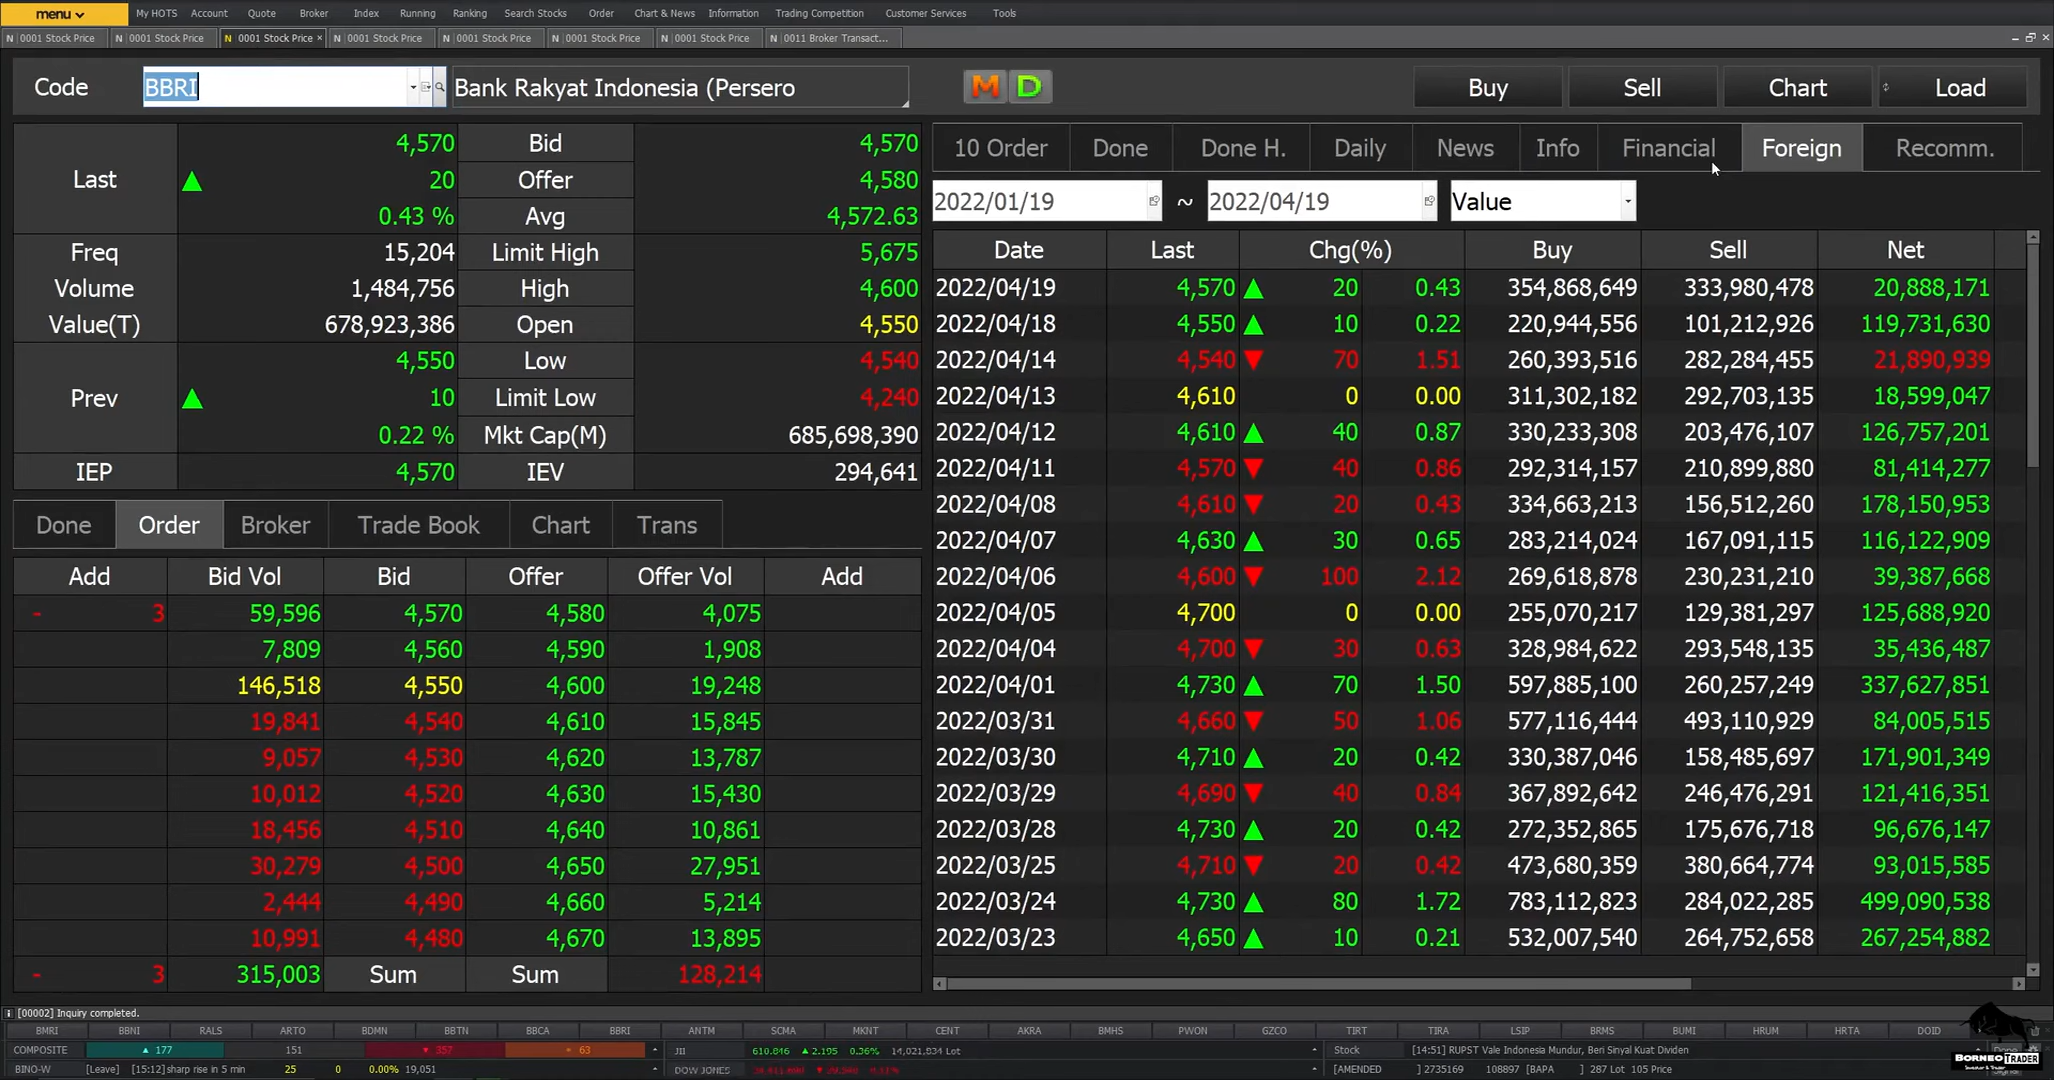 menu My HOTS Account Quote Broker Index Running Ranking Search Stocks Order Chart & News Information Trading Competition Customer Services Tools
N 0001 Stock Price N 0001 Stock Price N 0001 Stock Price × N 0001 Stock Price N 0001 Stock Price N 0001 Stock Price N 0001 Stock Price N 0011 Broker Transact...
Code BBRI Bank Rakyat Indonesia (Persero M D Buy Sell Chart Load
Last 4,570 Bid 4,570
20 Offer 4,580
0.43 % Avg 4,572.63
Freq 15,204 Limit High 5,675
Volume 1,484,756 High 4,600
Value(T) 678,923,386 Open 4,550
Prev 4,550 Low 4,540
10 Limit Low 4,240
0.22 % Mkt Cap(M) 685,698,390
IEP 4,570 IEV 294,641
Done Order Broker Trade Book Chart Trans
Add Bid Vol Bid Offer Offer Vol Add
- 3 59,596 4,570 4,580 4,075
7,809 4,560 4,590 1,908
146,518 4,550 4,600 19,248
19,841 4,540 4,610 15,845
9,057 4,530 4,620 13,787
10,012 4,520 4,630 15,430
18,456 4,510 4,640 10,861
30,279 4,500 4,650 27,951
2,444 4,490 4,660 5,214
10,991 4,480 4,670 13,895
- 3 315,003 Sum Sum 128,214
10 Order Done Done H. Daily News Info Financial Foreign Recomm.
2022/01/19 ~ 2022/04/19 Value
Date Last Chg(%) Buy Sell Net
2022/04/19 4,570 ▲ 20 0.43 354,868,649 333,980,478 20,888,171
2022/04/18 4,550 ▲ 10 0.22 220,944,556 101,212,926 119,731,630
2022/04/14 4,540 ▼ 70 1.51 260,393,516 282,284,455 21,890,939
2022/04/13 4,610 0 0.00 311,302,182 292,703,135 18,599,047
2022/04/12 4,610 ▲ 40 0.87 330,233,308 203,476,107 126,757,201
2022/04/11 4,570 ▼ 40 0.86 292,314,157 210,899,880 81,414,277
2022/04/08 4,610 ▼ 20 0.43 334,663,213 156,512,260 178,150,953
2022/04/07 4,630 ▲ 30 0.65 283,214,024 167,091,115 116,122,909
2022/04/06 4,600 ▼ 100 2.12 269,618,878 230,231,210 39,387,668
2022/04/05 4,700 0 0.00 255,070,217 129,381,297 125,688,920
2022/04/04 4,700 ▼ 30 0.63 328,984,622 293,548,135 35,436,487
2022/04/01 4,730 ▲ 70 1.50 597,885,100 260,257,249 337,627,851
2022/03/31 4,660 ▼ 50 1.06 577,116,444 493,110,929 84,005,515
2022/03/30 4,710 ▲ 20 0.42 330,387,046 158,485,697 171,901,349
2022/03/29 4,690 ▼ 40 0.84 367,892,642 246,476,291 121,416,351
2022/03/28 4,730 ▲ 20 0.42 272,352,865 175,676,718 96,676,147
2022/03/25 4,710 ▼ 20 0.42 473,680,359 380,664,774 93,015,585
2022/03/24 4,730 ▲ 80 1.72 783,112,823 284,022,285 499,090,538
2022/03/23 4,650 ▲ 10 0.21 532,007,540 264,752,658 267,254,882
[00002] Inquiry completed.
BMRI BBNI RALS ARTO BDMN BBTN BBCA BBRI ANTM SCMA MKNT CENT AKRA BMHS PWON GZCO TIRT TIRA LSIP BRMS BUMI HRUM HRTA DOID
COMPOSITE ▲ 177 151 ▼ 357 63 JII 610.846 ▲ 2.195 0.36% 14,021,834 Lot Stock [14:51] RUPST Vale Indonesia Mundur, Beri Sinyal Kuat Dividen
BINO-W [Leave] [15:12] sharp rise in 5 min 25 0 0.00% 19,051 DOW JONES [AMENDED] 2735169 108897 [BAPA ] 287 Lot 105 Price
BORNEO TRADER